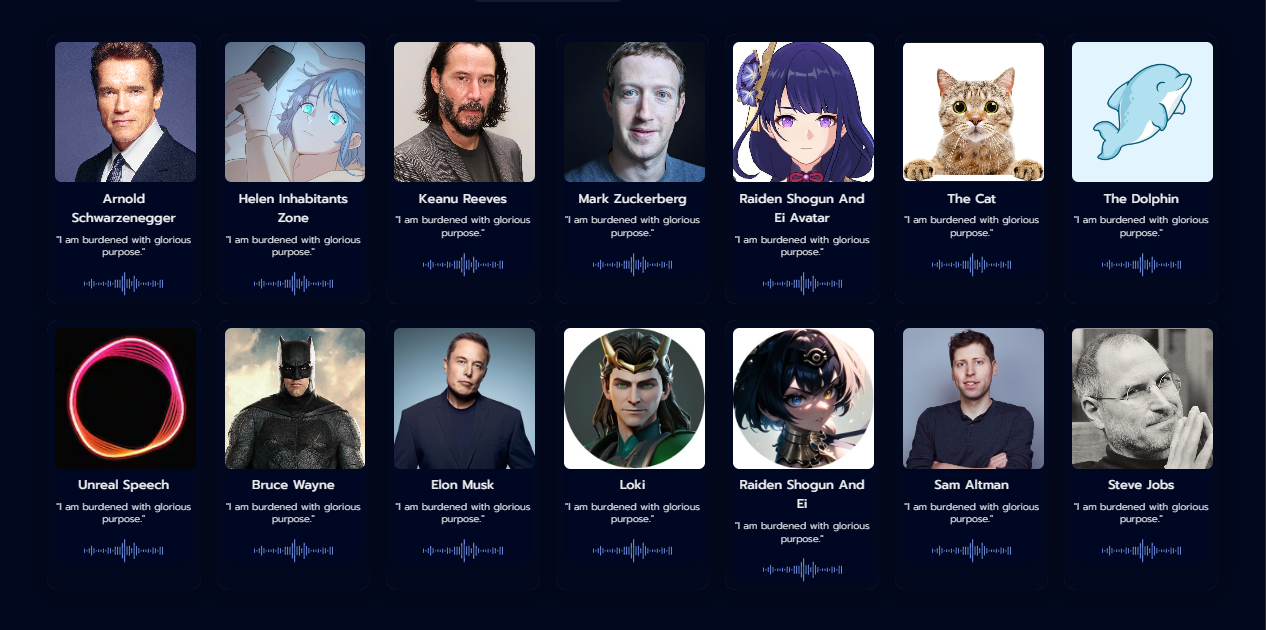 Arnold
Schwarzenegger
"I am burdened with glorious
purpose."
Helen Inhabitants
Zone
"I am burdened with glorious
purpose."
Keanu Reeves
"I am burdened with glorious
purpose."
Mark Zuckerberg
"I am burdened with glorious
purpose."
Raiden Shogun And
Ei Avatar
"I am burdened with glorious
purpose."
The Cat
"I am burdened with glorious
purpose."
The Dolphin
"I am burdened with glorious
purpose."
Unreal Speech
"I am burdened with glorious
purpose."
Bruce Wayne
"I am burdened with glorious
purpose."
Elon Musk
"I am burdened with glorious
purpose."
Loki
"I am burdened with glorious
purpose."
Raiden Shogun And
Ei
"I am burdened with glorious
purpose."
Sam Altman
"I am burdened with glorious
purpose."
Steve Jobs
"I am burdened with glorious
purpose."